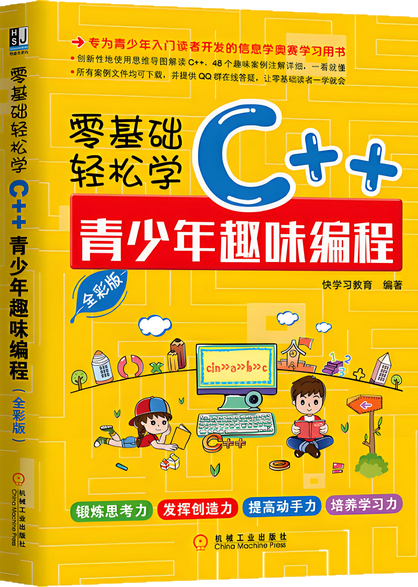 HSJ
零基础轻松学
C++
青少年趣味编程
(全彩版)
机械工业出版社
China Machine Press
专为青少年入门读者开发的信息学奥赛学习用书
•创新性地使用思维导图解读C++，48个趣味案例注解详细，一看就懂
•所有案例文件均可下载，并提供QQ群在线答疑，让零基础读者一学就会
零基础
轻松学
C++
青少年趣味编程
全彩版
快学习教育 编著
cin>>a>>b>>c
C++
锻炼思考力 发挥创造力 提高动手力 培养学习力
机械工业出版社
China Machine Press